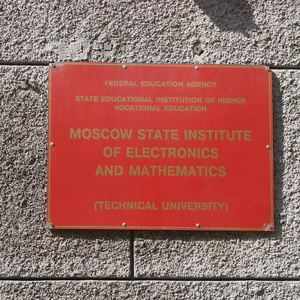 FEDERAL EDUCATION AGENCY
STATE EDUCATIONAL INSTITUTION OF HIGHER
VOCATIONAL EDUCATION
MOSCOW STATE INSTITUTE
OF ELECTRONICS
AND MATHEMATICS
(TECHNICAL UNIVERSITY)